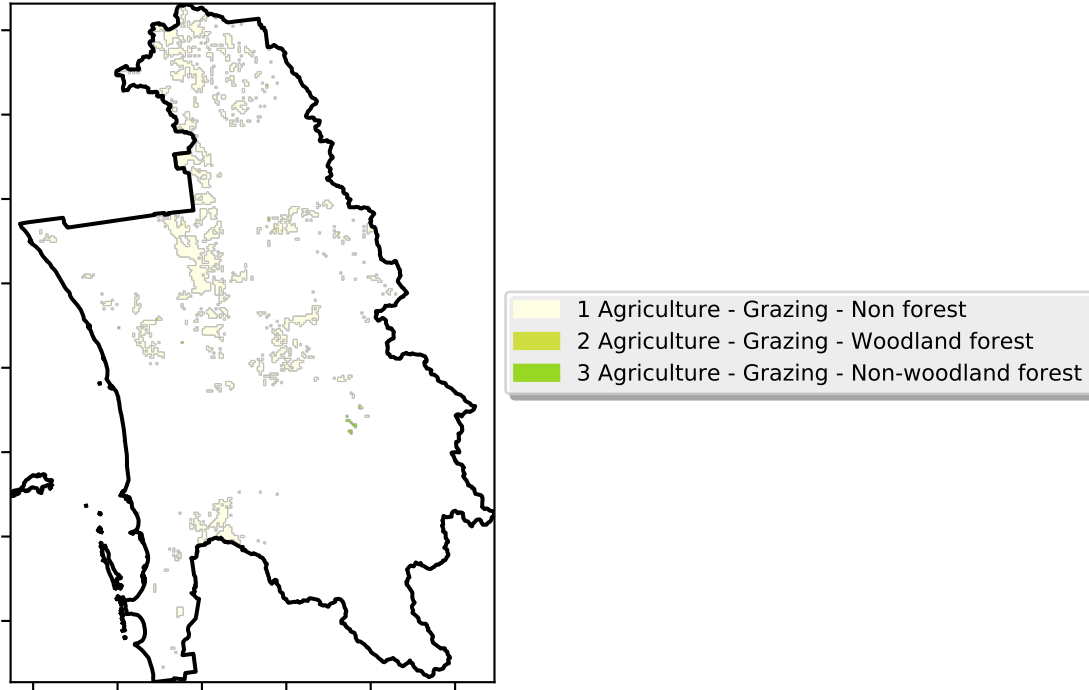 1 Agriculture - Grazing - Non forest
2 Agriculture - Grazing - Woodland forest
3 Agriculture - Grazing - Non-woodland forest